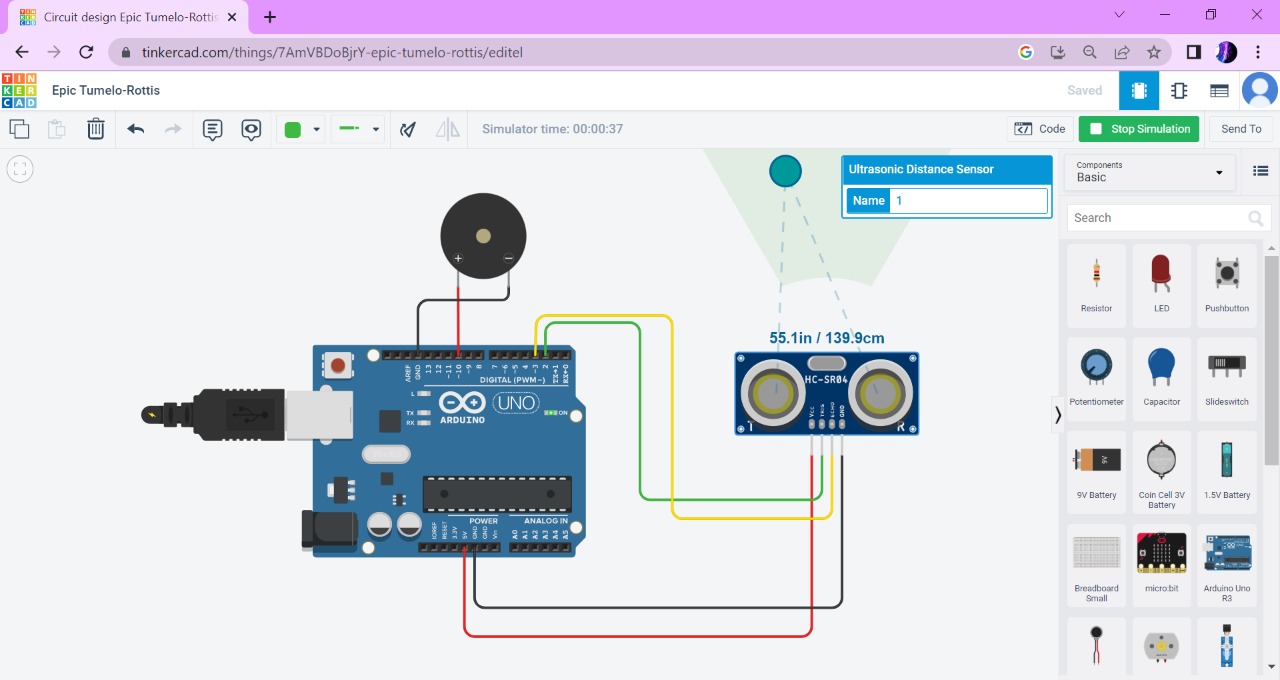 Circuit design Epic Tumelo-Rottis
tinkercad.com/things/7AmVBDoBjrY-epic-tumelo-rottis/editel
TIN
KER
CAD
Epic Tumelo-Rottis
Saved
Simulator time: 00:00:37
Code
Stop Simulation
Send To
Ultrasonic Distance Sensor
Name 1
Components
Basic
Search
Resistor
LED
Pushbutton
Potentiometer
Capacitor
Slideswitch
9V
9V Battery
Coin Cell 3V
Battery
1.5V Battery
Breadboard
Small
micro:bit
Arduino Uno
R3
55.1in / 139.9cm
HC-SR04
VCC
TRIG
ECHO
GND
T
R
AREF
GND
13
12
~11
~10
~9
8
7
~6
~5
4
~3
2
TX→1
RX←0
DIGITAL (PWM~)
L
TX
RX
ARDUINO
UNO
ON
POWER
ANALOG IN
IOREF
RESET
3.3V
5V
GND
GND
Vin
A0
A1
A2
A3
A4
A5